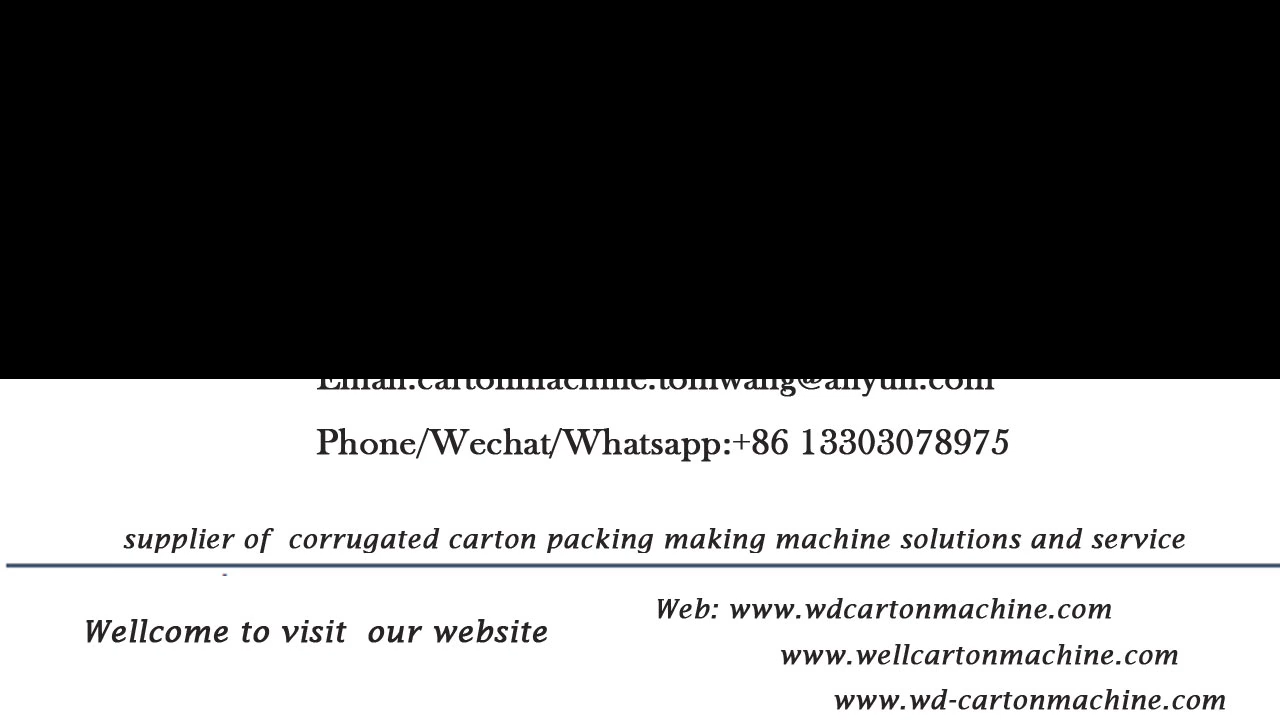 Phone/Wechat/Whatsapp:+86 13303078975
supplier of corrugated carton packing making machine solutions and service
Wellcome to visit our website
Web: www.wdcartonmachine.com
www.wellcartonmachine.com
www.wd-cartonmachine.com